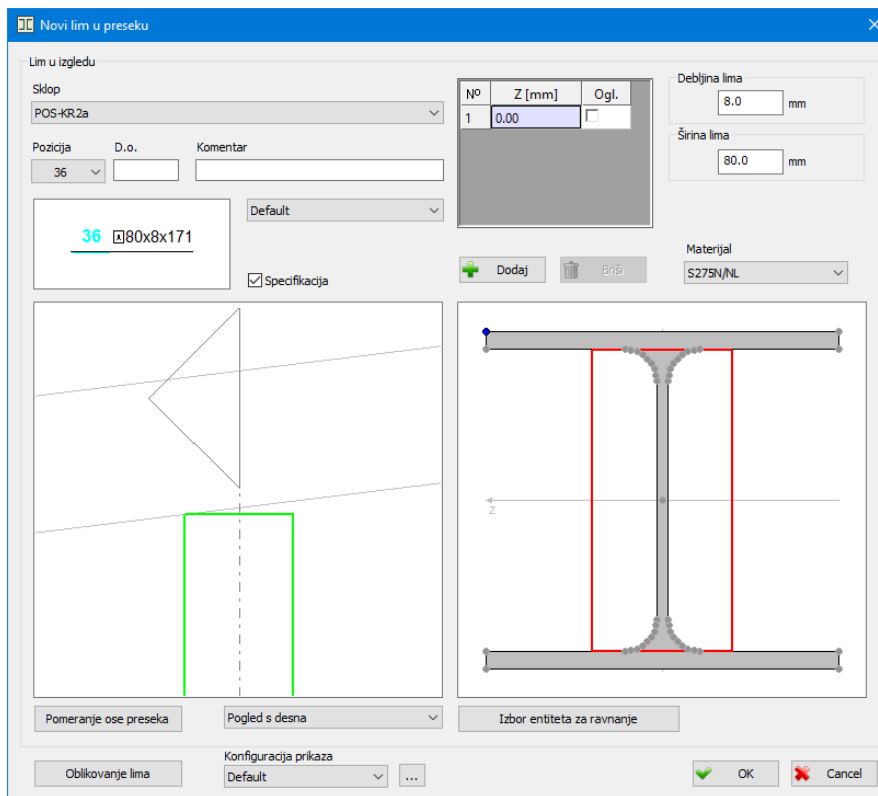 Novi lim u preseku
Lim u izgledu
Sklop
POS-KR2a
Pozicija D.o. Komentar
36
36 80x8x171
Default
Specifikacija
Nº Z [mm] Ogl.
1 0.00
Dodaj Briši
Debljina lima
8.0 mm
Širina lima
80.0 mm
Materijal
S275N/NL
z
Pomeranje ose preseka Pogled s desna Izbor entiteta za ravnanje
Oblikovanje lima
Konfiguracija prikaza
Default ...
OK Cancel